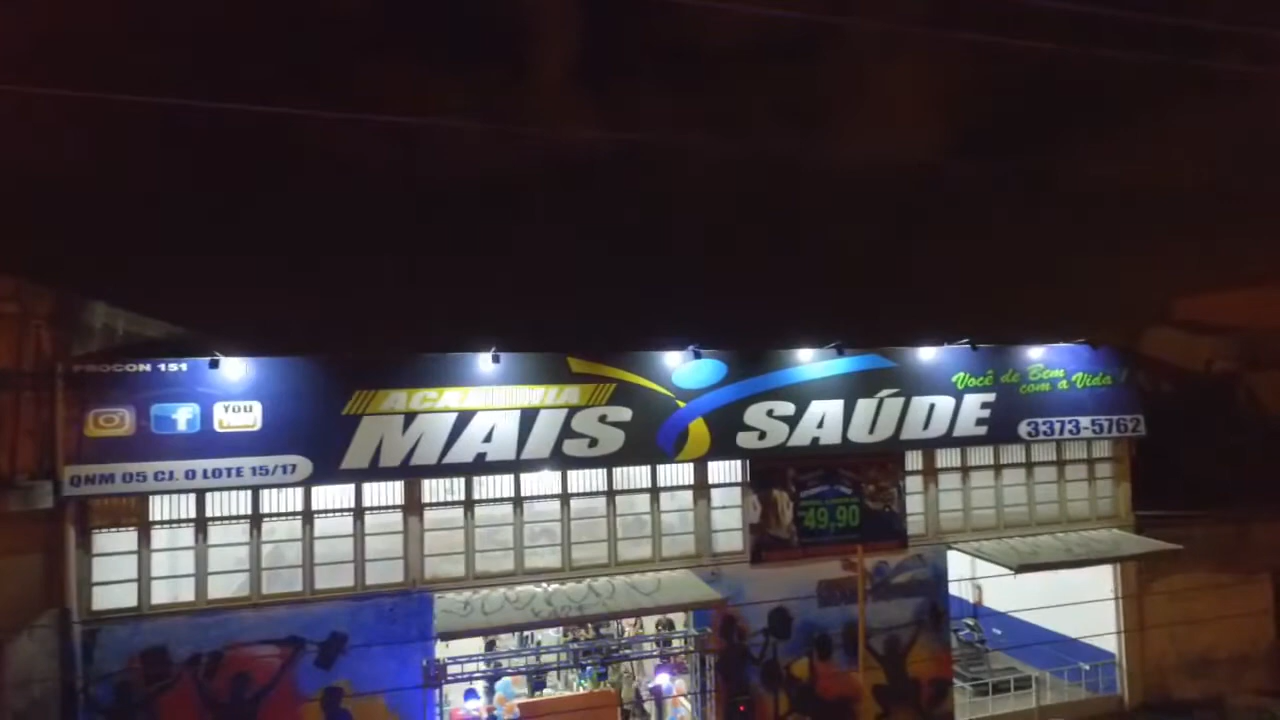 PROCON 151
YOU
QNM 05 CJ. O LOTE 15/17
ACADEMIA
MAIS SAÚDE
Você de Bem
com a Vida !
3373-5762
49,90